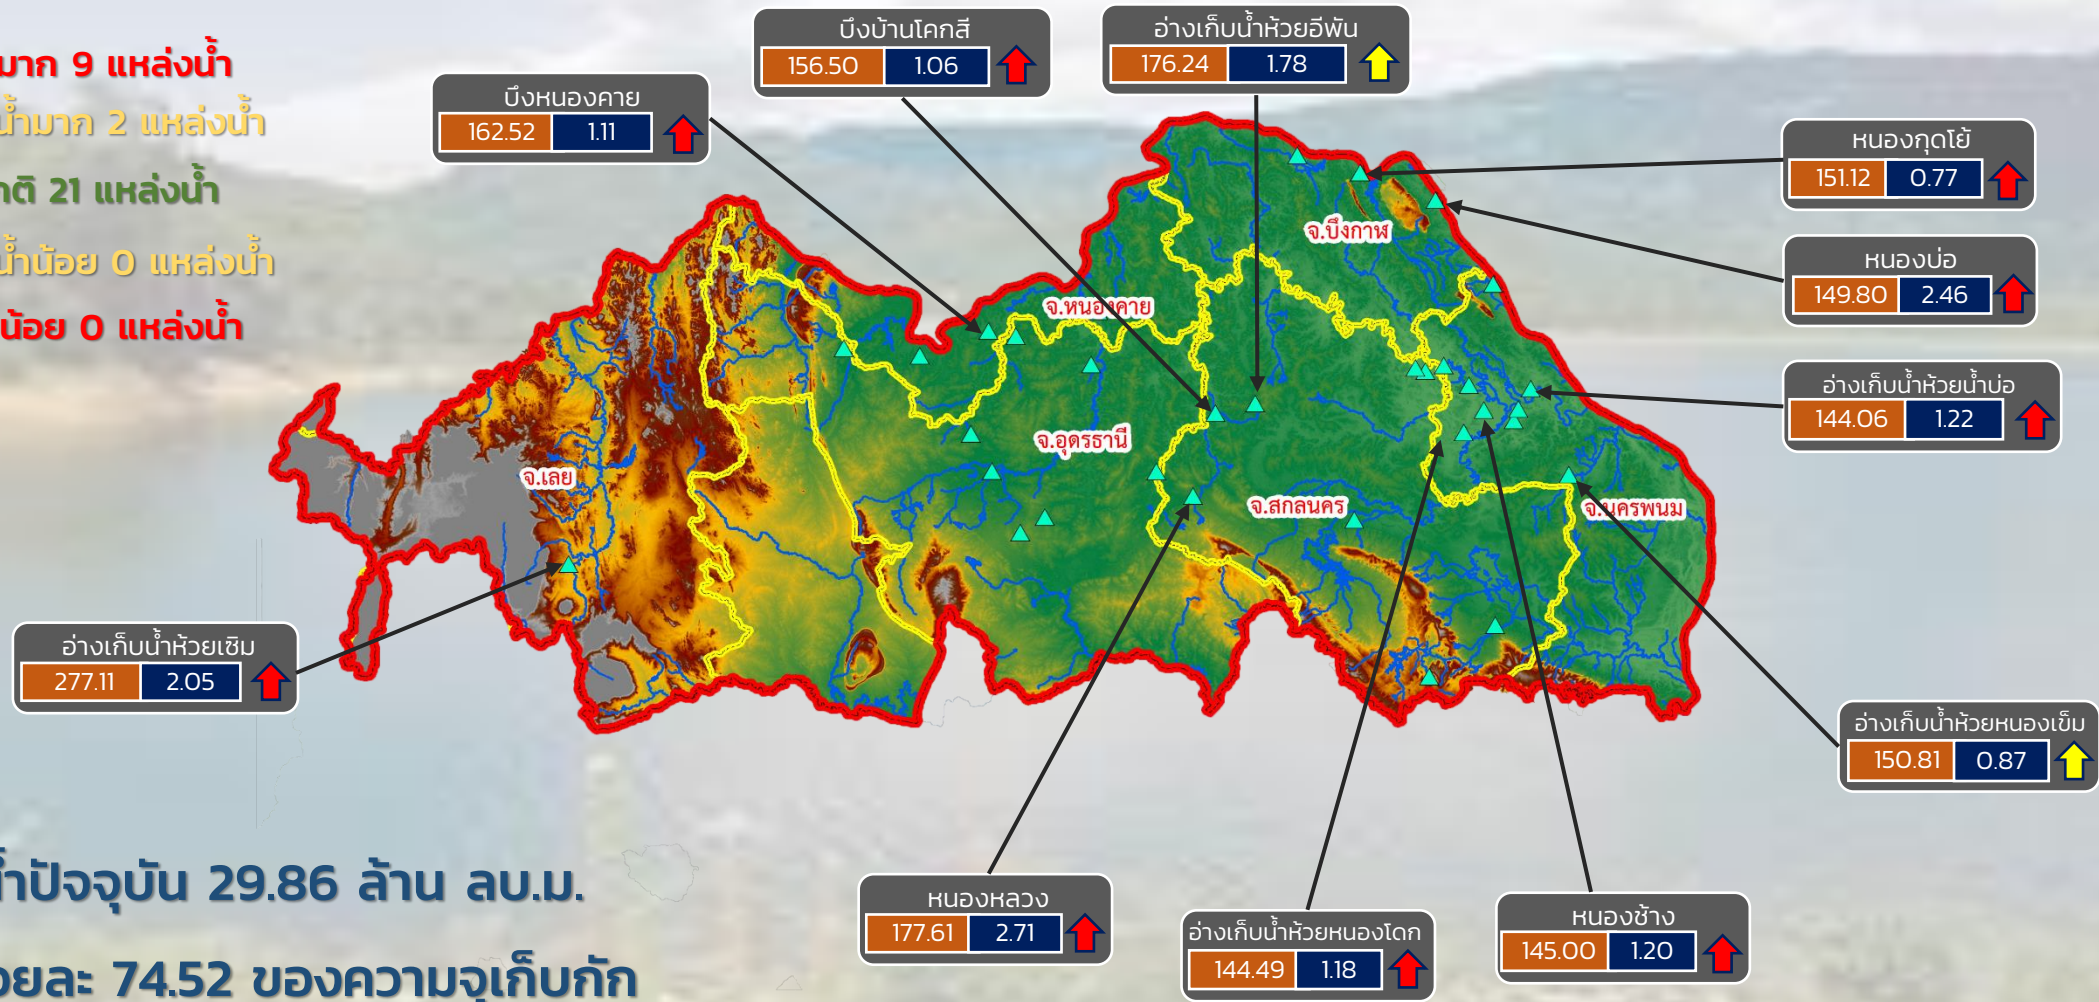 มาก 9 แหล่งน้ำ
น้ำมาก 2 แหล่งน้ำ
กติ 21 แหล่งน้ำ
น้ำน้อย 0 แหล่งน้ำ
น้อย 0 แหล่งน้ำ
บึงหนองคาย
162.52 1.11
บึงบ้านโคกสี
156.50 1.06
อ่างเก็บน้ำห้วยอีพัน
176.24 1.78
หนองกุดโย้
151.12 0.77
หนองบ่อ
149.80 2.46
อ่างเก็บน้ำห้วยน้ำบ่อ
144.06 1.22
จ.บึงกาฬ
จ.หนองคาย
จ.อุดรธานี
จ.เลย
จ.สกลนคร
จ.นครพนม
อ่างเก็บน้ำห้วยเซิม
277.11 2.05
อ่างเก็บน้ำห้วยหนองเข็ม
150.81 0.87
หนองหลวง
177.61 2.71
อ่างเก็บน้ำห้วยหนองโดก
144.49 1.18
หนองช้าง
145.00 1.20
น้ำปัจจุบัน 29.86 ล้าน ลบ.ม.
อยละ 74.52 ของความจุเก็บกัก